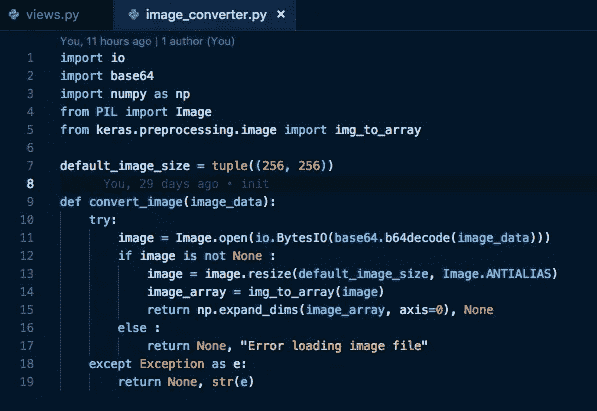 views.py image_converter.py ×
You, 11 hours ago | 1 author (You)
1 import io
2 import base64
3 import numpy as np
4 from PIL import Image
5 from keras.preprocessing.image import img_to_array
6
7 default_image_size = tuple((256, 256))
8 You, 29 days ago • init
9 def convert_image(image_data):
10 try:
11 image = Image.open(io.BytesIO(base64.b64decode(image_data)))
12 if image is not None :
13 image = image.resize(default_image_size, Image.ANTIALIAS)
14 image_array = img_to_array(image)
15 return np.expand_dims(image_array, axis=0), None
16 else :
17 return None, "Error loading image file"
18 except Exception as e:
19 return None, str(e)